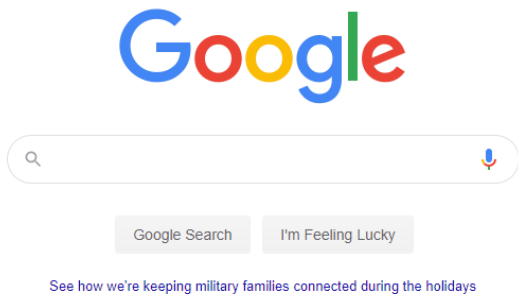 Google
Google Search I'm Feeling Lucky
See how we're keeping military families connected during the holidays